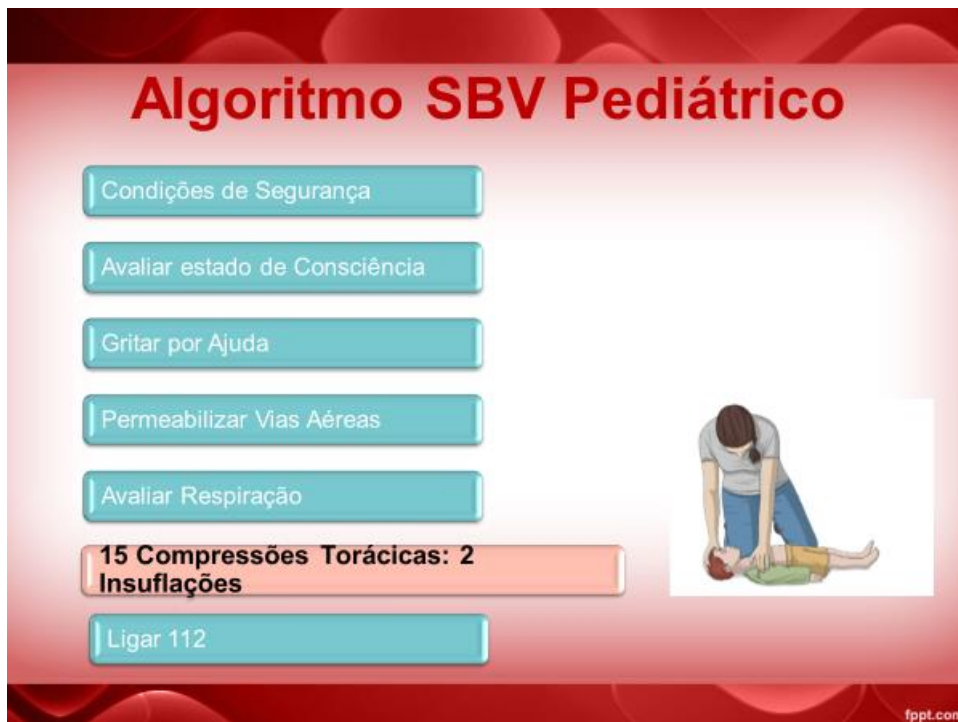 Algoritmo SBV Pediátrico
Condições de Segurança
Avaliar estado de Consciência
Gritar por Ajuda
Permeabilizar Vias Aéreas
Avaliar Respiração
15 Compressões Torácicas: 2
Insuflações
Ligar 112
fppt.com